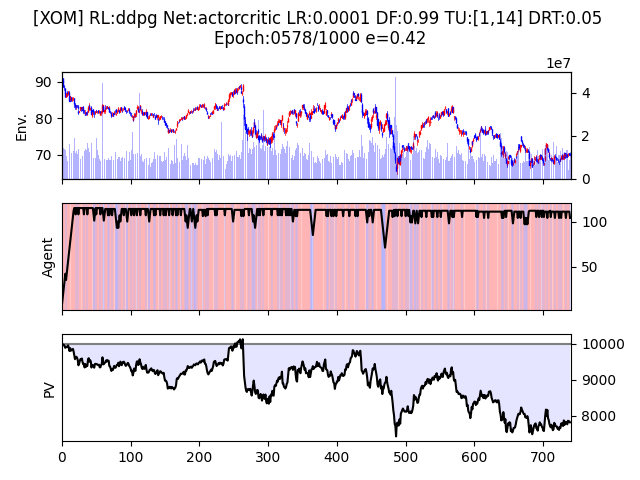 [XOM] RL:ddpg Net:actorcritic LR:0.0001 DF:0.99 TU:[1,14] DRT:0.05
Epoch:0578/1000 e=0.42
1e7
Env.
90
80
70
4
2
0
Agent
100
50
PV
10000
9000
8000
0 100 200 300 400 500 600 700